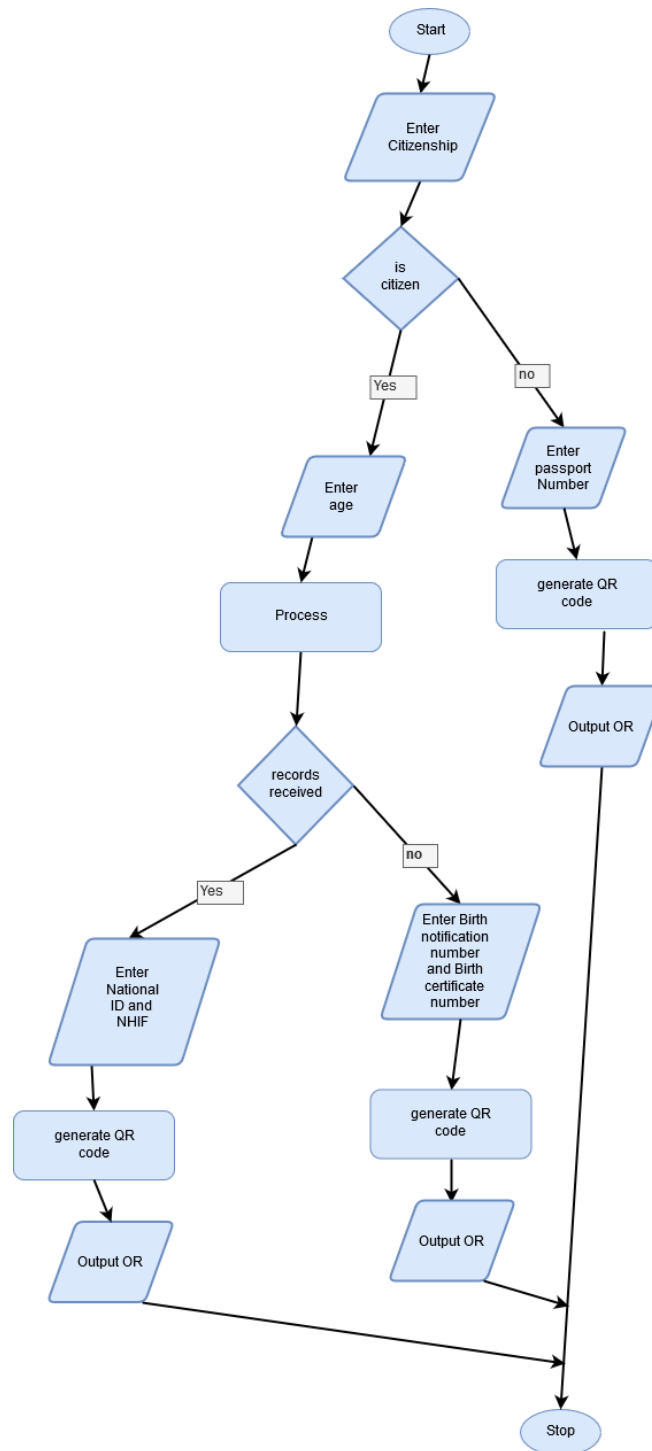 Start
Enter
Citizenship
is
citizen
Yes
no
Enter
age
Enter
passport
Number
Process
generate QR
code
Output OR
records
received
Yes
no
Enter
National
ID and
NHIF
Enter Birth
notification
number
and Birth
certificate
number
generate QR
code
generate QR
code
Output OR
Output OR
Stop